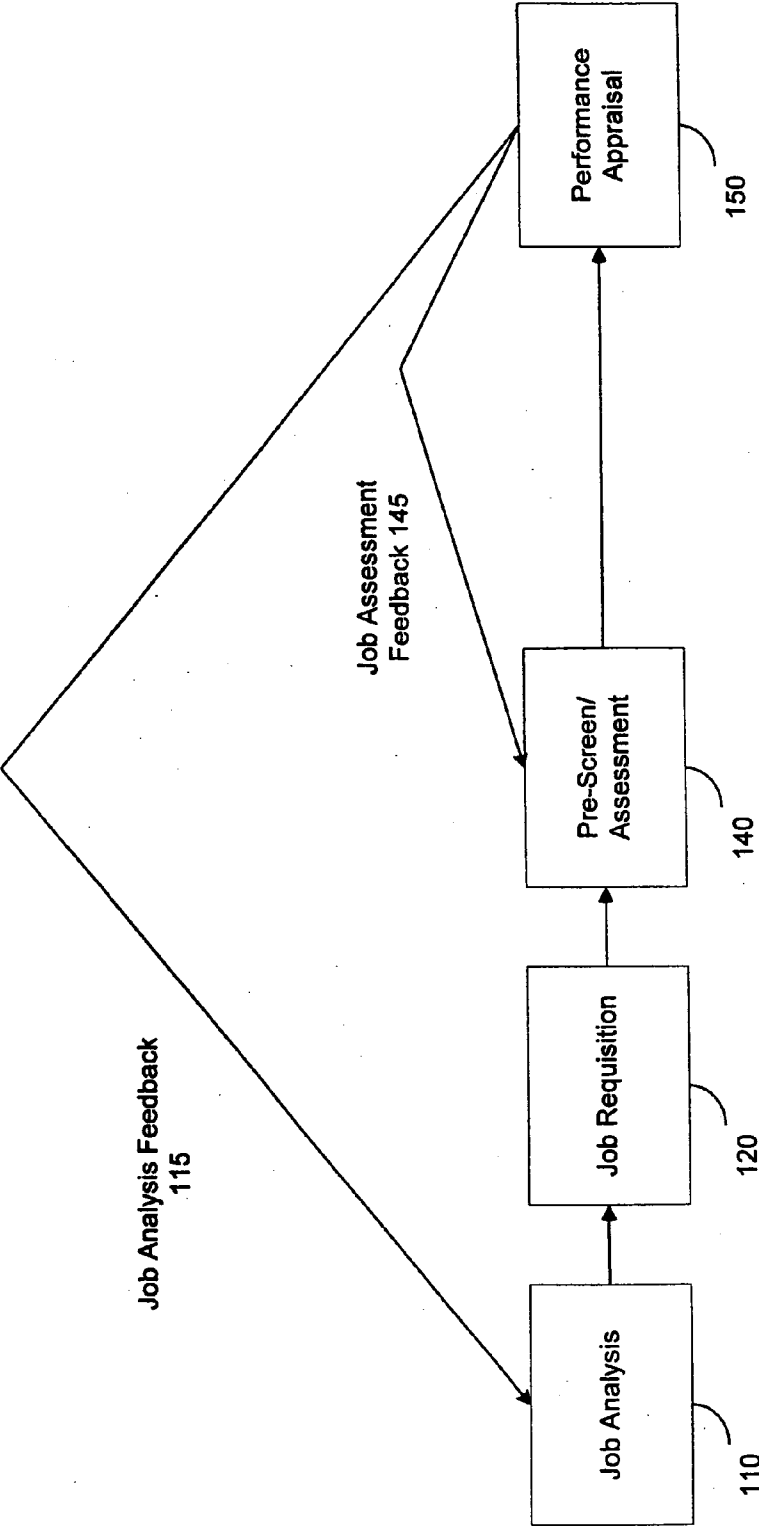 Job Analysis Feedback
115
Job Assessment
Feedback 145
Job Analysis
110
Job Requisition
120
Pre-Screen/
Assessment
140
Performance
Appraisal
150